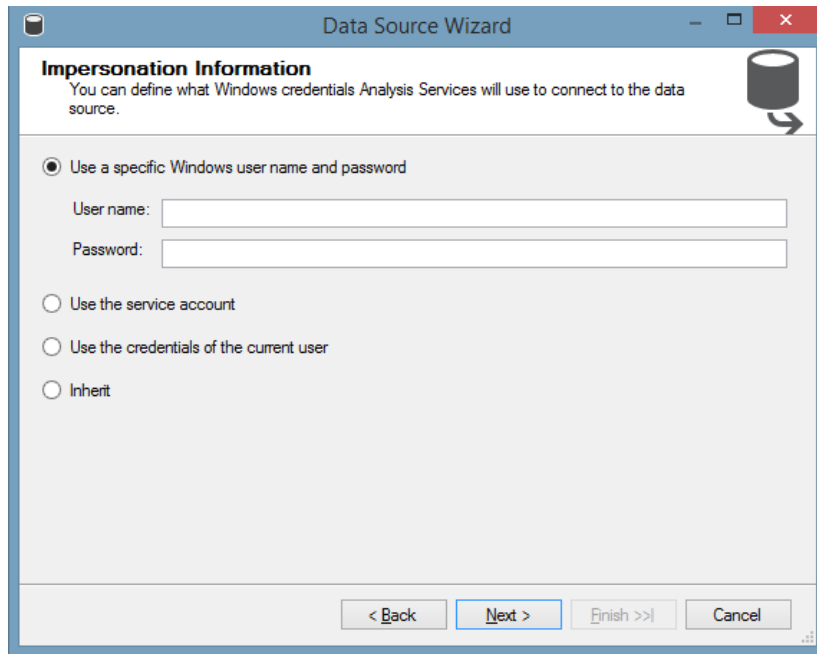 Data Source Wizard
Impersonation Information
You can define what Windows credentials Analysis Services will use to connect to the data
source.
Use a specific Windows user name and password
User name:
Password:
Use the service account
Use the credentials of the current user
Inherit
< Back
Next >
Finish >>|
Cancel